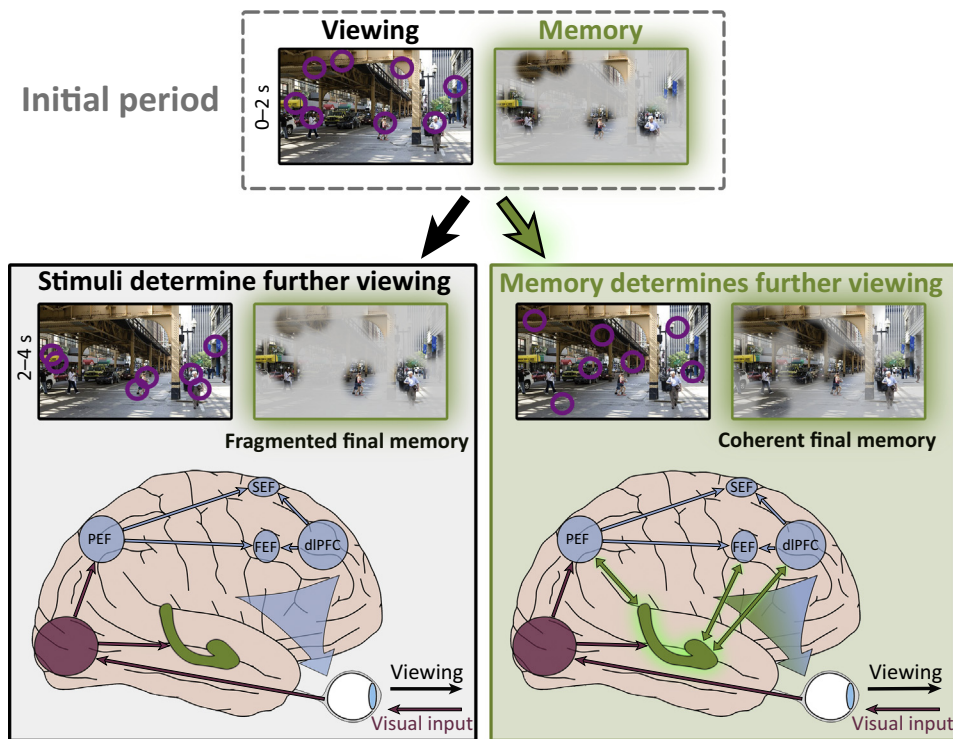 Viewing
Memory
Initial period
0–2 s
Stimuli determine further viewing
2–4 s
Fragmented final memory
SEF
PEF
FEF
dlPFC
Viewing
Visual input
Memory determines further viewing
Coherent final memory
SEF
PEF
FEF
dlPFC
Viewing
Visual input